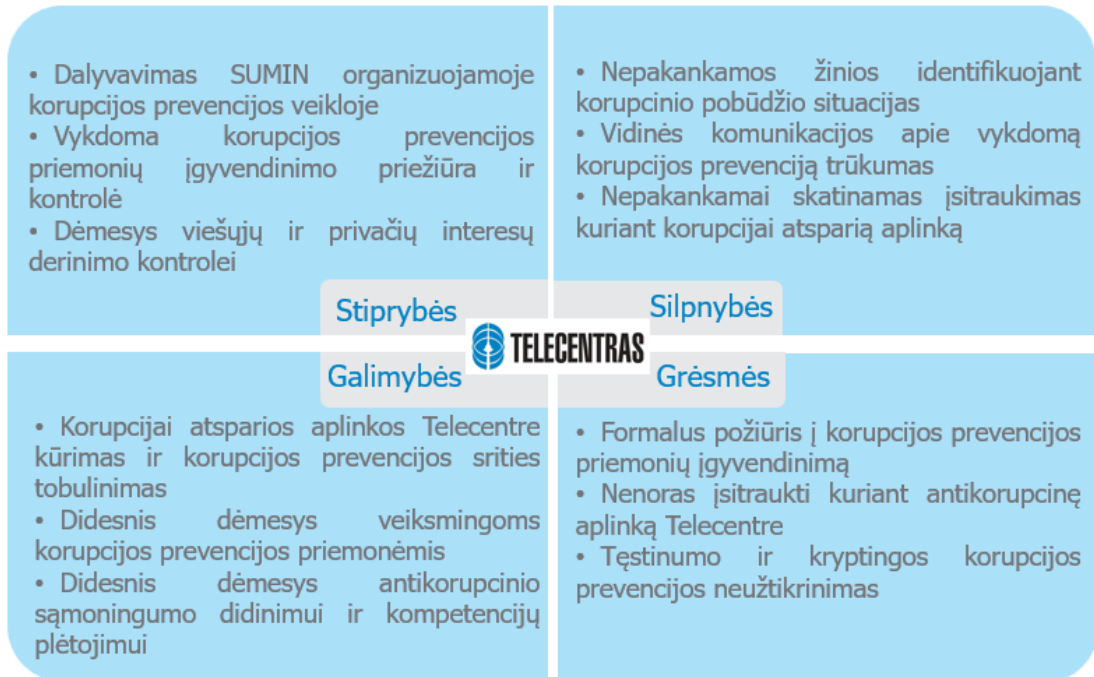 • Dalyvavimas SUMIN organizuojamoje
korupcijos prevencijos veikloje
• Vykdoma korupcijos prevencijos
priemonių įgyvendinimo priežiūra ir
kontrolė
• Dėmesys viešųjų ir privačių interesų
derinimo kontrolei
Stiprybės
• Nepakankamos žinios identifikuojant
korupcinio pobūdžio situacijas
• Vidinės komunikacijos apie vykdomą
korupcijos prevenciją trūkumas
• Nepakankamai skatinamas įsitraukimas
kuriant korupcijai atsparią aplinką
Silpnybės
TELECENTRAS
Galimybės
• Korupcijai atsparios aplinkos Telecentre
kūrimas ir korupcijos prevencijos srities
tobulinimas
• Didesnis dėmesys veiksmingoms
korupcijos prevencijos priemonėmis
• Didesnis dėmesys antikorupcinio
sąmoningumo didinimui ir kompetencijų
plėtojimui
Grėsmės
• Formalus požiūris į korupcijos prevencijos
priemonių įgyvendinimą
• Nenoras įsitraukti kuriant antikorupcinę
aplinką Telecentre
• Tęstinumo ir kryptingos korupcijos
prevencijos neužtikrinimas